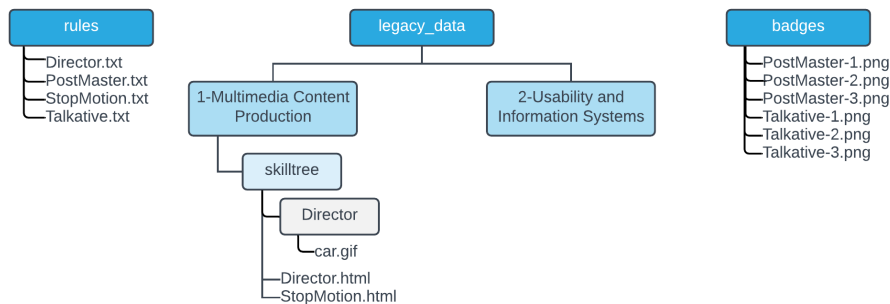 rules
Director.txt
PostMaster.txt
StopMotion.txt
Talkative.txt
legacy_data
1-Multimedia Content
Production
2-Usability and
Information Systems
skilltree
Director
car.gif
Director.html
StopMotion.html
badges
PostMaster-1.png
PostMaster-2.png
PostMaster-3.png
Talkative-1.png
Talkative-2.png
Talkative-3.png